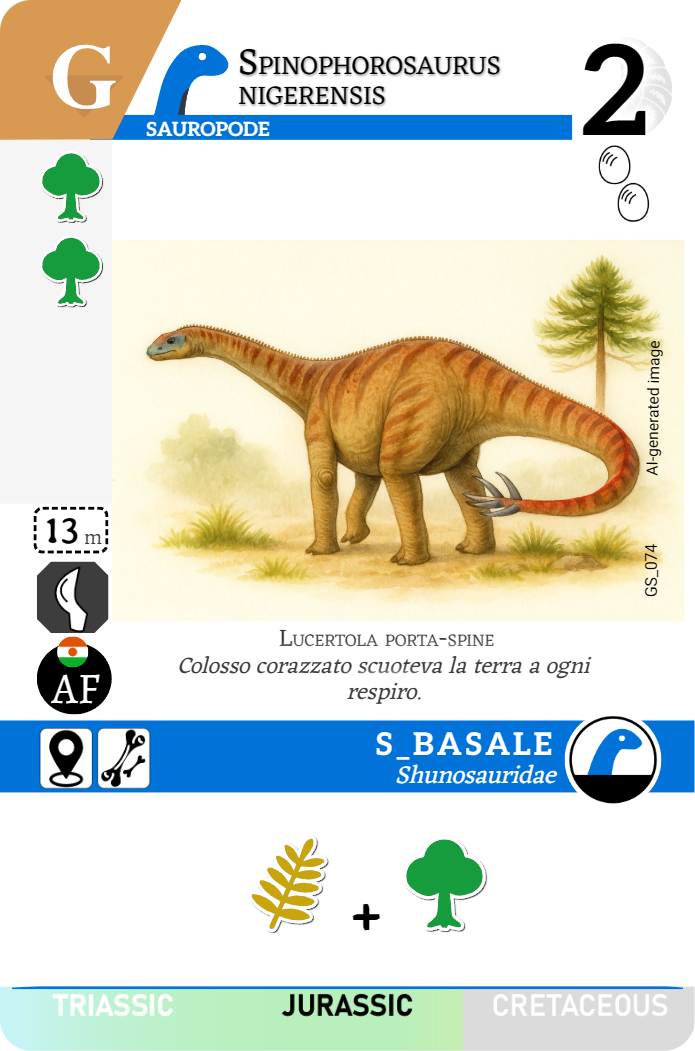 G
SPINOPHOROSAURUS
NIGERENSIS
2
SAUROPODE
AI-generated image
GS_074
13 m
AF
LUCERTOLA PORTA-SPINE
Colosso corazzato scuoteva la terra a ogni
respiro.
S_BASALE
Shunosauridae
+
TRIASSIC
JURASSIC
CRETACEOUS